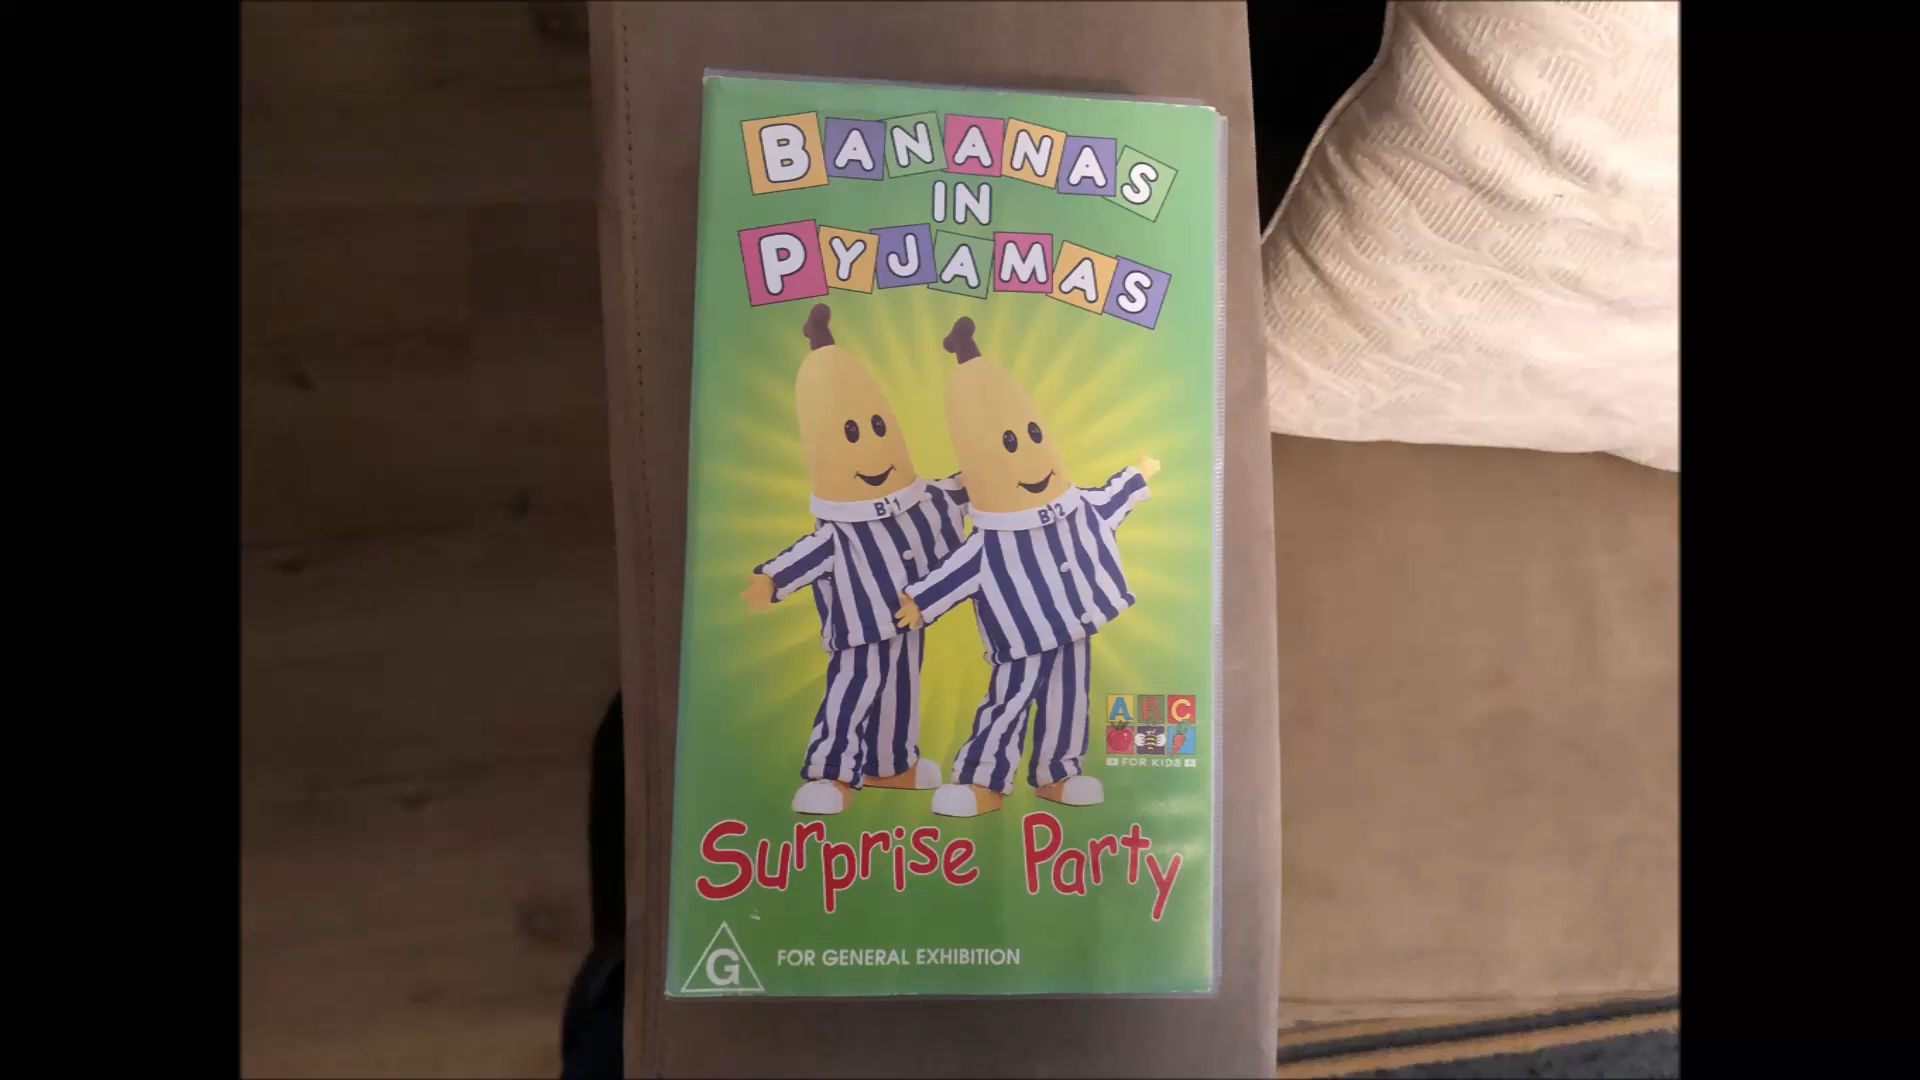 BANANAS
IN
PYJAMAS
B1
B2
ABC
FOR KIDS
Surprise Party
G
FOR GENERAL EXHIBITION